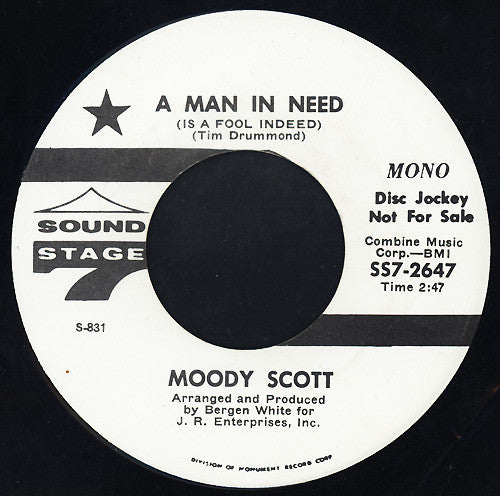 A MAN IN NEED
(IS A FOOL INDEED)
(Tim Drummond)
MONO
Disc Jockey
Not For Sale
Combine Music
Corp.—BMI
SS7-2647
Time 2:47
SOUND
STAGE
7
S-831
MOODY SCOTT
Arranged and Produced
by Bergen White for
J. R. Enterprises, Inc.
DIVISION OF MONUMENT RECORD CORP